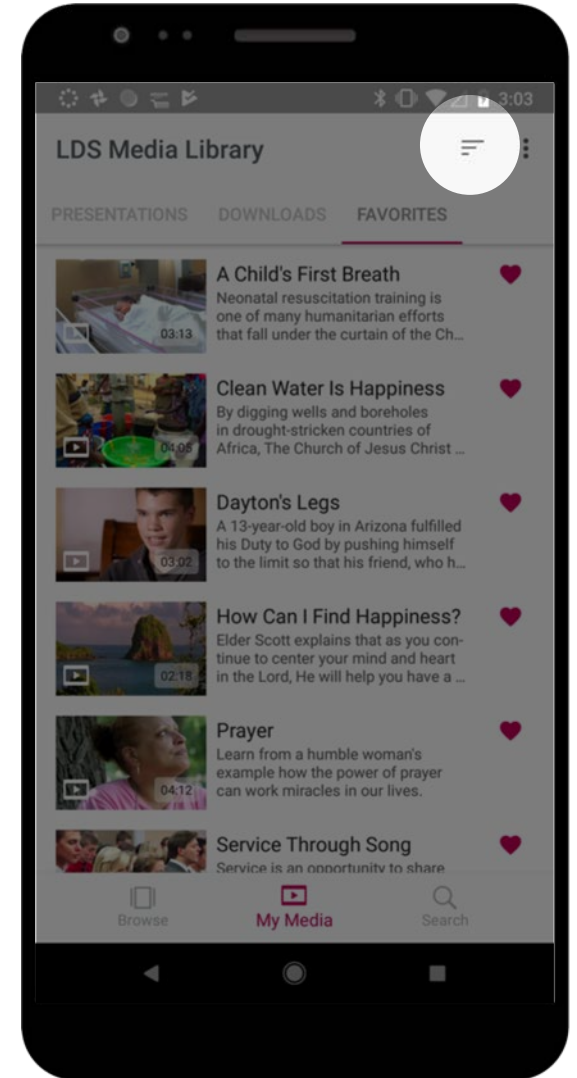 3:03
LDS Media Library
PRESENTATIONS DOWNLOADS FAVORITES
A Child's First Breath
Neonatal resuscitation training is
one of many humanitarian efforts
that fall under the curtain of the Ch...
03:13
Clean Water Is Happiness
By digging wells and boreholes
in drought-stricken countries of
Africa, The Church of Jesus Christ ...
04:05
Dayton's Legs
A 13-year-old boy in Arizona fulfilled
his Duty to God by pushing himself
to the limit so that his friend, who h...
03:02
How Can I Find Happiness?
Elder Scott explains that as you con-
tinue to center your mind and heart
in the Lord, He will help you have a ...
02:18
Prayer
Learn from a humble woman's
example how the power of prayer
can work miracles in our lives.
04:12
Service Through Song
Service is an opportunity to share
Browse My Media Search